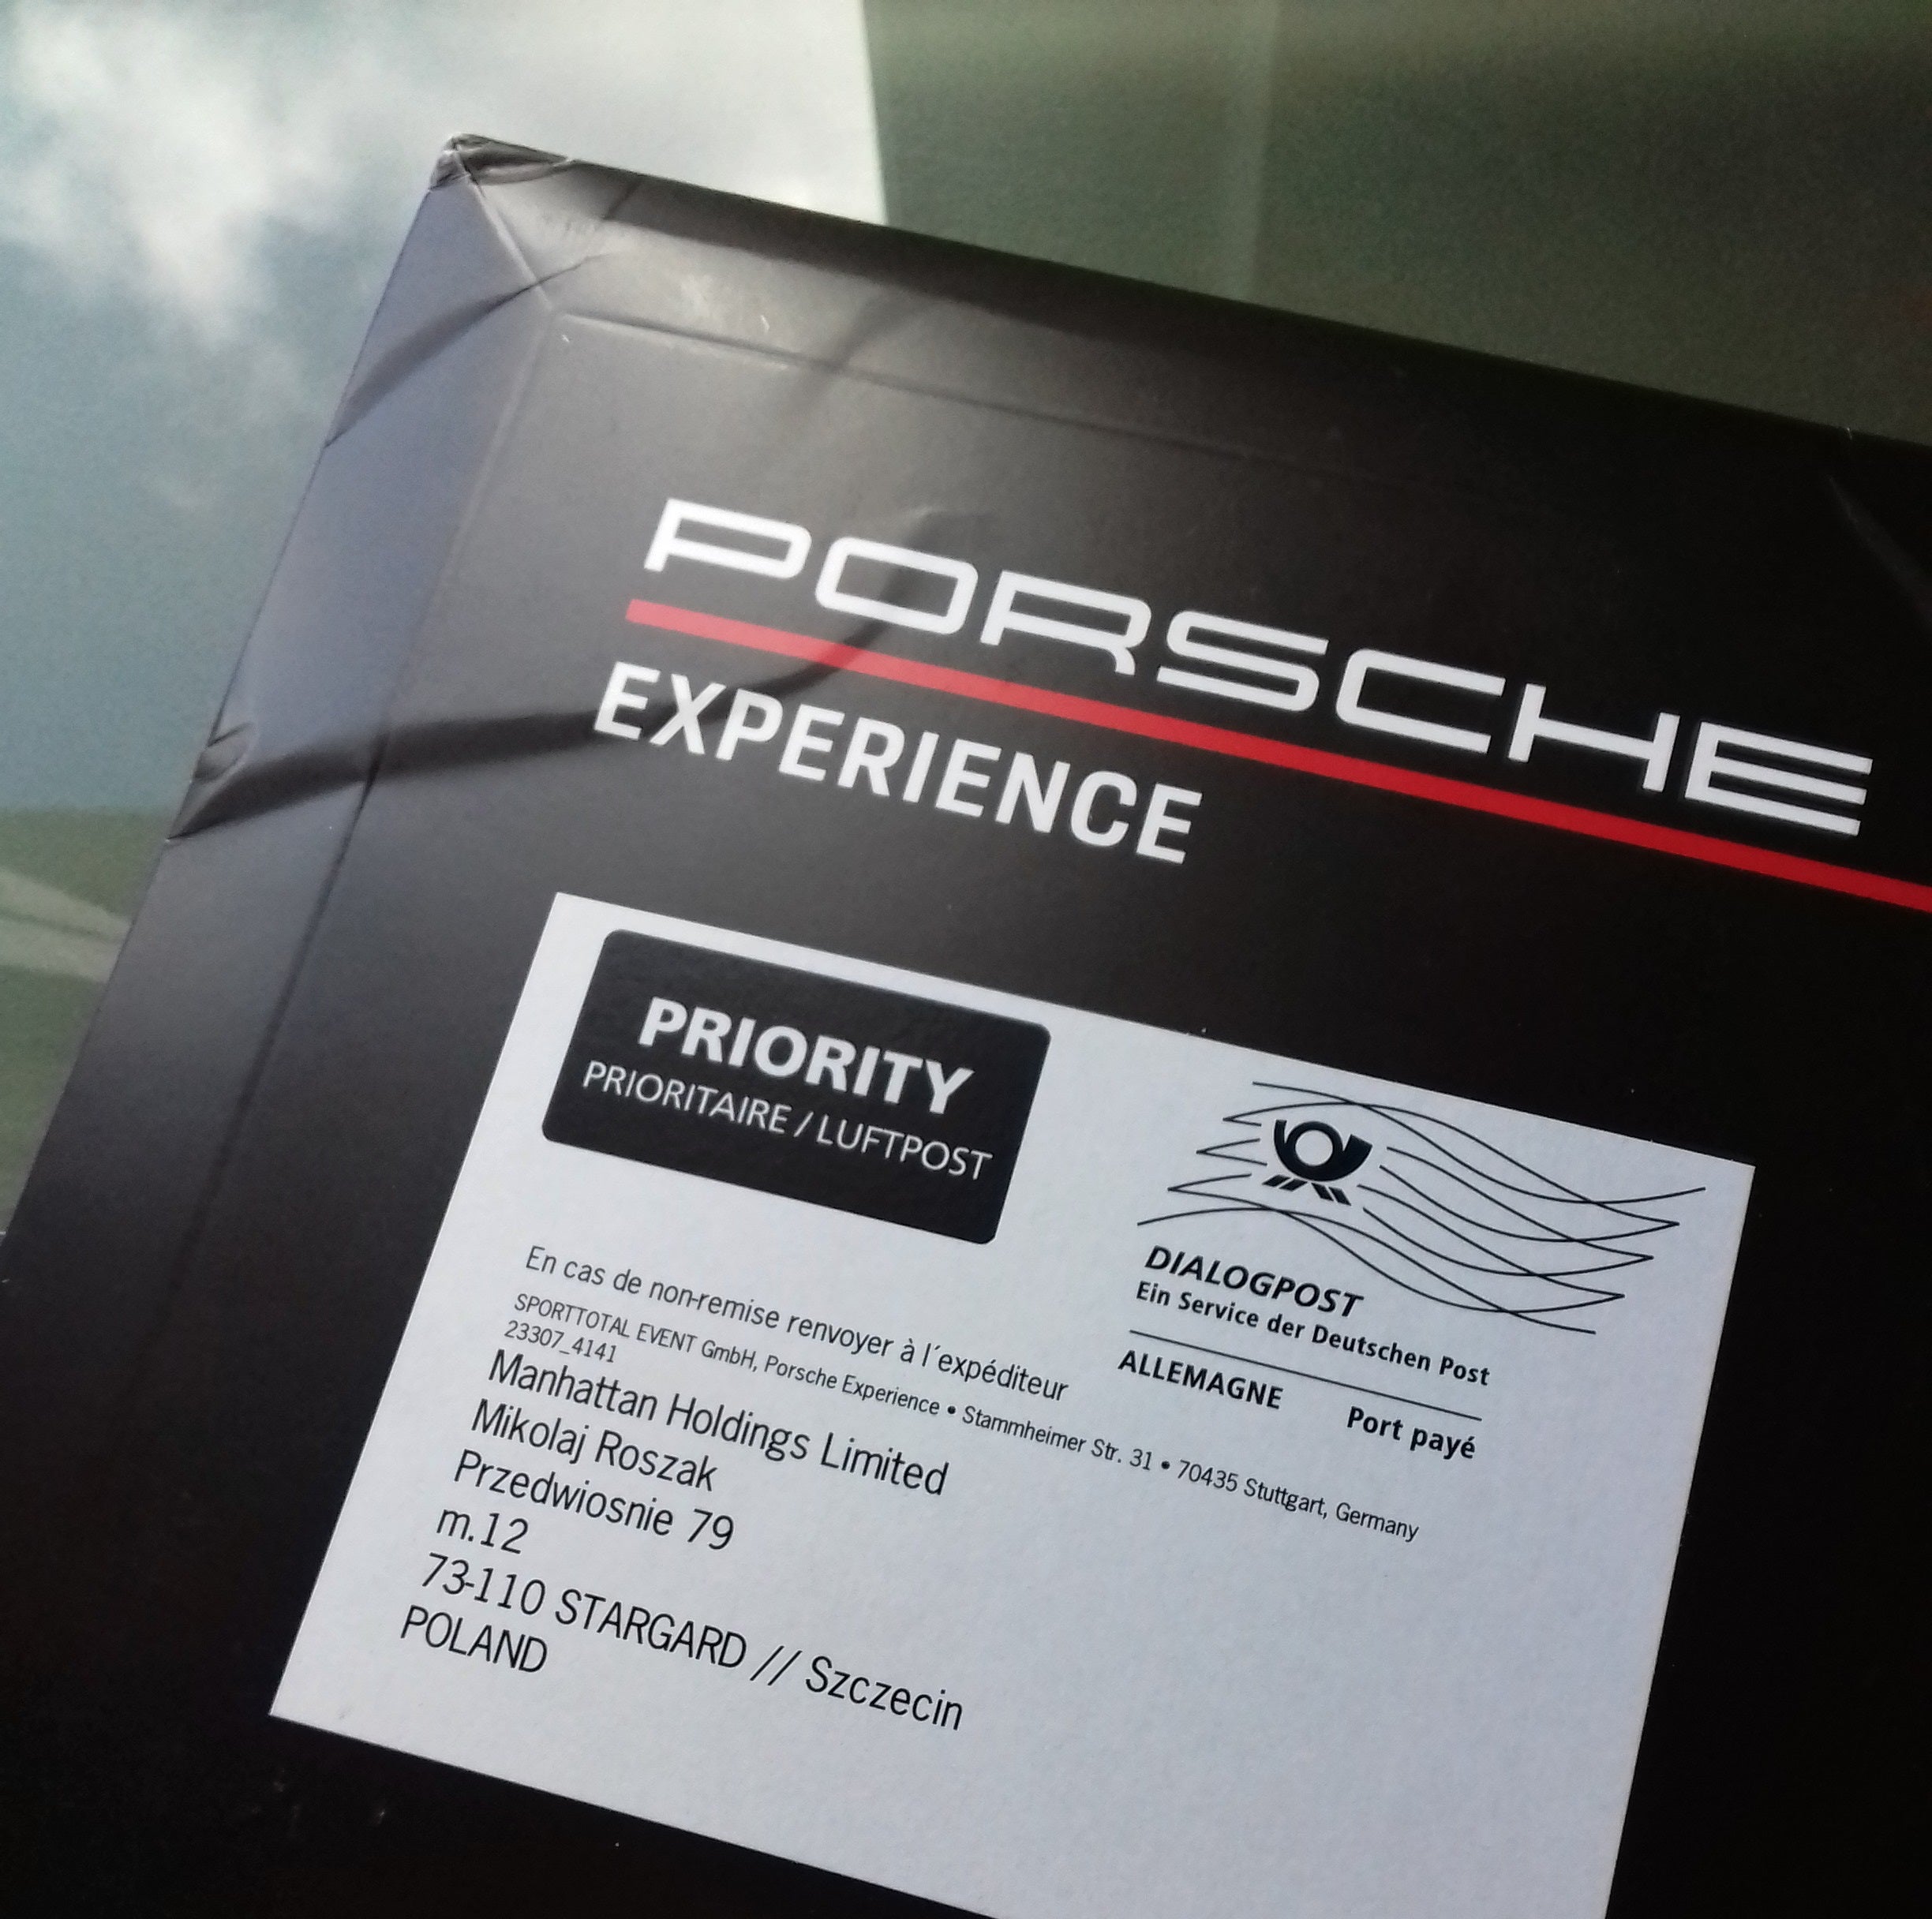 PORSCHE
EXPERIENCE
PRIORITY
PRIORITAIRE / LUFTPOST
DIALOGPOST
Ein Service der Deutschen Post
ALLEMAGNE Port payé
En cas de non-remise renvoyer à l´expéditeur
SPORTTOTAL EVENT GmbH, Porsche Experience • Stammheimer Str. 31 • 70435 Stuttgart, Germany
23307_4141
Manhattan Holdings Limited
Mikolaj Roszak
Przedwiosnie 79
m.12
73-110 STARGARD // Szczecin
POLAND